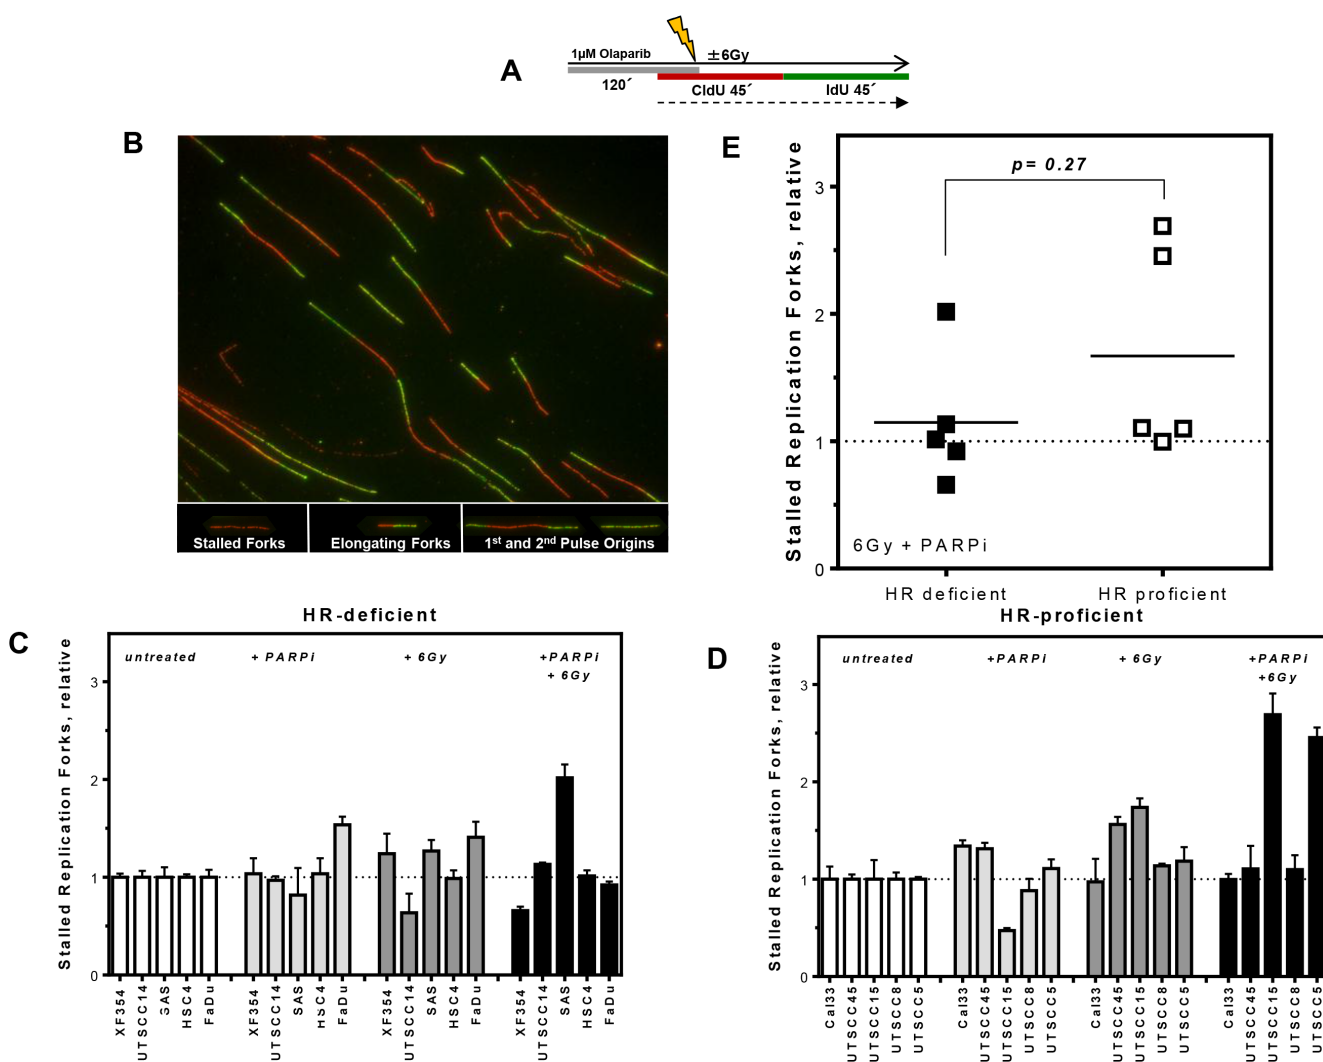 A
1µM Olaparib
±6Gy
120´
CldU 45´
IdU 45´
B
Stalled Forks
Elongating Forks
1st and 2nd Pulse Origins
E
Stalled Replication Forks, relative
3
2
1
0
p= 0.27
6Gy + PARPi
HR deficient
HR proficient
C
HR-deficient
Stalled Replication Forks, relative
3
2
1
0
untreated
+ PARPi
+ 6Gy
+PARPi
+ 6Gy
XF354
UTSCC14
SAS
HSC4
FaDu
XF354
UTSCC14
SAS
HSC4
FaDu
XF354
UTSCC14
SAS
HSC4
FaDu
XF354
UTSCC14
SAS
HSC4
FaDu
D
HR-proficient
Stalled Replication Forks, relative
3
2
1
0
untreated
+PARPi
+ 6Gy
+PARPi
+6Gy
Cal33
UTSCC45
UTSCC15
UTSCC8
UTSCC5
Cal33
UTSCC45
UTSCC15
UTSCC8
UTSCC5
Cal33
UTSCC45
UTSCC15
UTSCC8
UTSCC5
Cal33
UTSCC45
UTSCC15
UTSCC8
UTSCC5